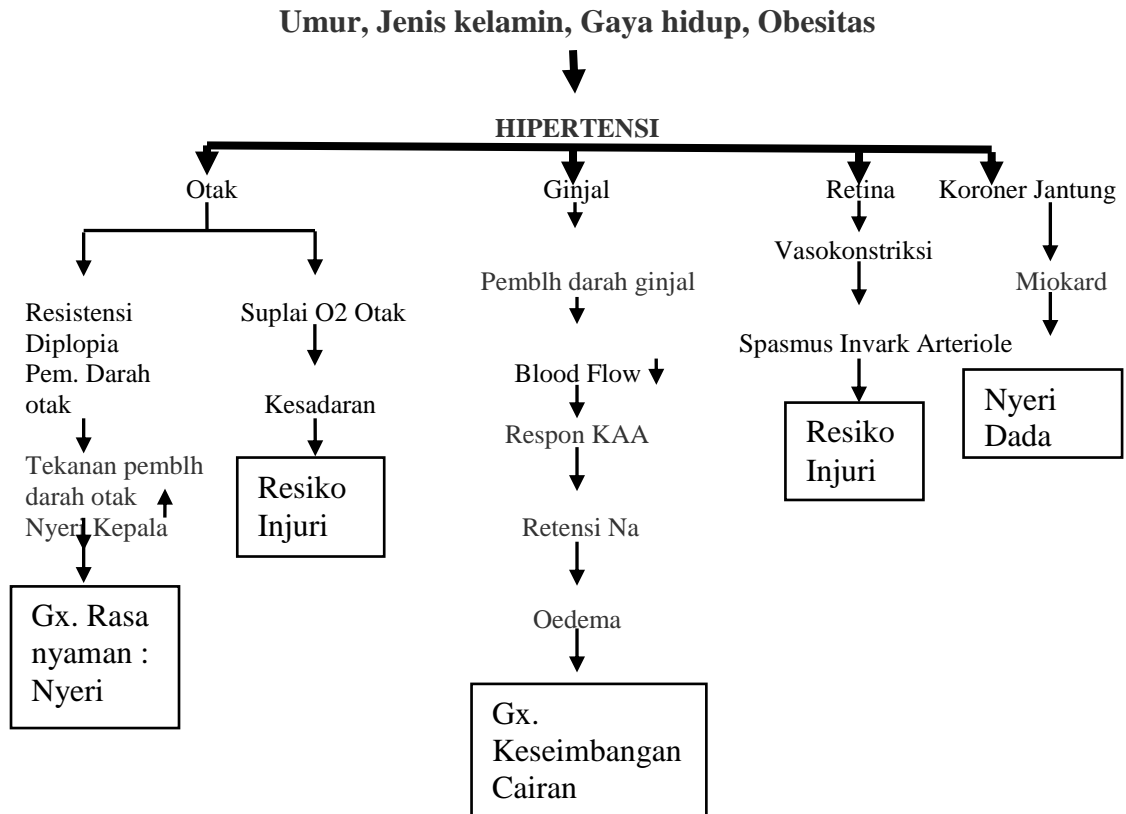 Umur, Jenis kelamin, Gaya hidup, Obesitas
HIPERTENSI
Otak
Ginjal
Retina
Koroner Jantung
Vasokonstriksi
Pemblh darah ginjal
Miokard
Resistensi
Diplopia
Pem. Darah
otak
Suplai O2 Otak
Spasmus Invark Arteriole
Blood Flow
Kesadaran
Nyeri
Dada
Resiko
Injuri
Respon KAA
Tekanan pemblh
darah otak
Nyeri Kepala
Resiko
Injuri
Retensi Na
Gx. Rasa
nyaman :
Nyeri
Oedema
Gx.
Keseimbangan
Cairan